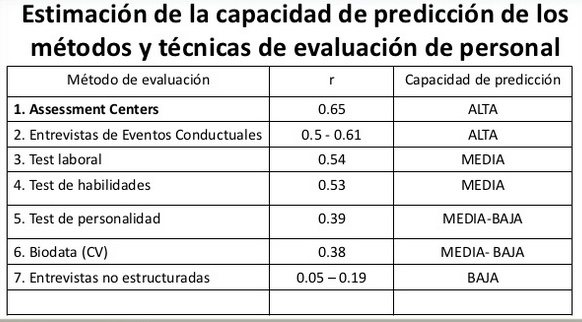 Estimación de la capacidad de predicción de los
métodos y técnicas de evaluación de personal
Método de evaluación r Capacidad de predicción
1. Assessment Centers 0.65 ALTA
2. Entrevistas de Eventos Conductuales 0.5 - 0.61 ALTA
3. Test laboral 0.54 MEDIA
4. Test de habilidades 0.53 MEDIA
5. Test de personalidad 0.39 MEDIA-BAJA
6. Biodata (CV) 0.38 MEDIA- BAJA
7. Entrevistas no estructuradas 0.05 – 0.19 BAJA